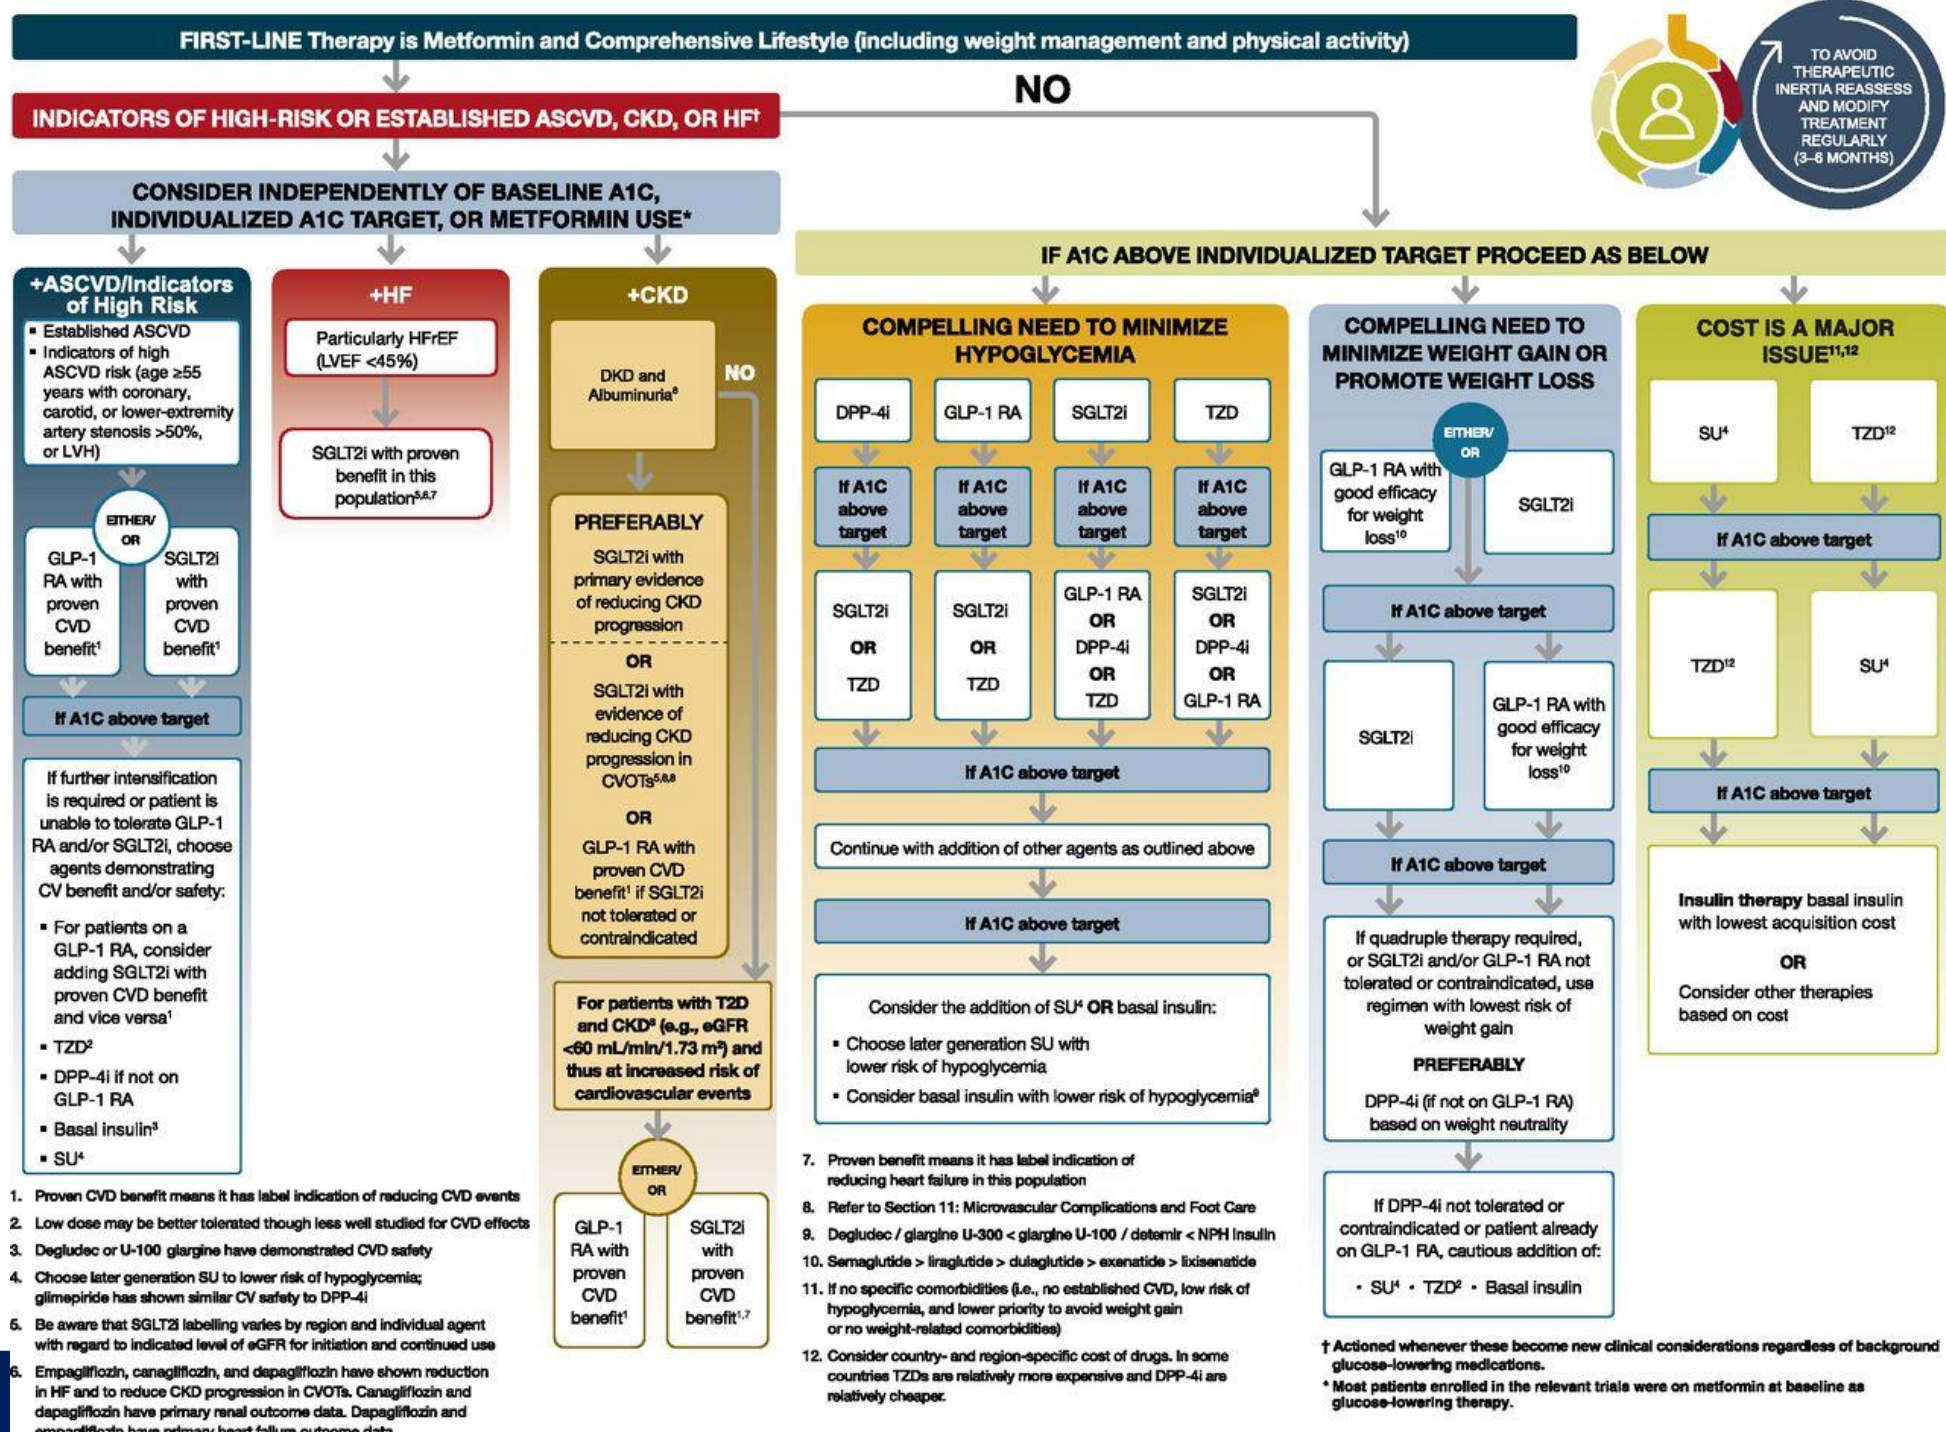 FIRST-LINE Therapy is Metformin and Comprehensive Lifestyle (including weight management and physical activity)
TO AVOID
THERAPEUTIC
INERTIA REASSESS
AND MODIFY
TREATMENT
REGULARLY
(3–6 MONTHS)
NO
INDICATORS OF HIGH-RISK OR ESTABLISHED ASCVD, CKD, OR HF†
CONSIDER INDEPENDENTLY OF BASELINE A1C,
INDIVIDUALIZED A1C TARGET, OR METFORMIN USE*
+ASCVD/Indicators
of High Risk
▪ Established ASCVD
▪ Indicators of high
ASCVD risk (age ≥55
years with coronary,
carotid, or lower-extremity
artery stenosis >50%,
or LVH)
EITHER/
OR
GLP-1
RA with
proven
CVD
benefit¹
SGLT2i
with
proven
CVD
benefit¹
If A1C above target
If further intensification
is required or patient is
unable to tolerate GLP-1
RA and/or SGLT2i, choose
agents demonstrating
CV benefit and/or safety:
▪ For patients on a
GLP-1 RA, consider
adding SGLT2i with
proven CVD benefit
and vice versa¹
▪ TZD²
▪ DPP-4i if not on
GLP-1 RA
▪ Basal insulin³
▪ SU⁴
+HF
Particularly HFrEF
(LVEF <45%)
SGLT2i with proven
benefit in this
population⁵,⁶,⁷
+CKD
DKD and
Albuminuria⁸
NO
PREFERABLY
SGLT2i with
primary evidence
of reducing CKD
progression
OR
SGLT2i with
evidence of
reducing CKD
progression in
CVOTs⁵,⁶,⁸
OR
GLP-1 RA with
proven CVD
benefit¹ if SGLT2i
not tolerated or
contraindicated
For patients with T2D
and CKD⁸ (e.g., eGFR
<60 mL/min/1.73 m²) and
thus at increased risk of
cardiovascular events
EITHER/
OR
GLP-1
RA with
proven
CVD
benefit¹
SGLT2i
with
proven
CVD
benefit¹,⁷
IF A1C ABOVE INDIVIDUALIZED TARGET PROCEED AS BELOW
COMPELLING NEED TO MINIMIZE
HYPOGLYCEMIA
DPP-4i
GLP-1 RA
SGLT2i
TZD
If A1C
above
target
If A1C
above
target
If A1C
above
target
If A1C
above
target
SGLT2i
OR
TZD
SGLT2i
OR
TZD
GLP-1 RA
OR
DPP-4i
OR
TZD
SGLT2i
OR
DPP-4i
OR
GLP-1 RA
If A1C above target
Continue with addition of other agents as outlined above
If A1C above target
Consider the addition of SU⁴ OR basal insulin:
▪ Choose later generation SU with
lower risk of hypoglycemia
▪ Consider basal insulin with lower risk of hypoglycemia⁹
COMPELLING NEED TO
MINIMIZE WEIGHT GAIN OR
PROMOTE WEIGHT LOSS
EITHER/
OR
GLP-1 RA with
good efficacy
for weight
loss¹⁰
SGLT2i
If A1C above target
SGLT2i
GLP-1 RA with
good efficacy
for weight
loss¹⁰
If A1C above target
If quadruple therapy required,
or SGLT2i and/or GLP-1 RA not
tolerated or contraindicated, use
regimen with lowest risk of
weight gain
PREFERABLY
DPP-4i (if not on GLP-1 RA)
based on weight neutrality
If DPP-4i not tolerated or
contraindicated or patient already
on GLP-1 RA, cautious addition of:
• SU⁴ • TZD² • Basal insulin
COST IS A MAJOR
ISSUE¹¹,¹²
SU⁴
TZD¹²
If A1C above target
TZD¹²
SU⁴
If A1C above target
Insulin therapy basal insulin
with lowest acquisition cost
OR
Consider other therapies
based on cost
1. Proven CVD benefit means it has label indication of reducing CVD events
2. Low dose may be better tolerated though less well studied for CVD effects
3. Degludec or U-100 glargine have demonstrated CVD safety
4. Choose later generation SU to lower risk of hypoglycemia;
glimepiride has shown similar CV safety to DPP-4i
5. Be aware that SGLT2i labelling varies by region and individual agent
with regard to indicated level of eGFR for initiation and continued use
6. Empagliflozin, canagliflozin, and dapagliflozin have shown reduction
in HF and to reduce CKD progression in CVOTs. Canagliflozin and
dapagliflozin have primary renal outcome data. Dapagliflozin and
empagliflozin have primary heart failure outcome data.
7. Proven benefit means it has label indication of
reducing heart failure in this population
8. Refer to Section 11: Microvascular Complications and Foot Care
9. Degludec / glargine U-300 < glargine U-100 / detemir < NPH insulin
10. Semaglutide > liraglutide > dulaglutide > exenatide > lixisenatide
11. If no specific comorbidities (i.e., no established CVD, low risk of
hypoglycemia, and lower priority to avoid weight gain
or no weight-related comorbidities)
12. Consider country- and region-specific cost of drugs. In some
countries TZDs are relatively more expensive and DPP-4i are
relatively cheaper.
† Actioned whenever these become new clinical considerations regardless of background
glucose-lowering medications.
* Most patients enrolled in the relevant trials were on metformin at baseline as
glucose-lowering therapy.